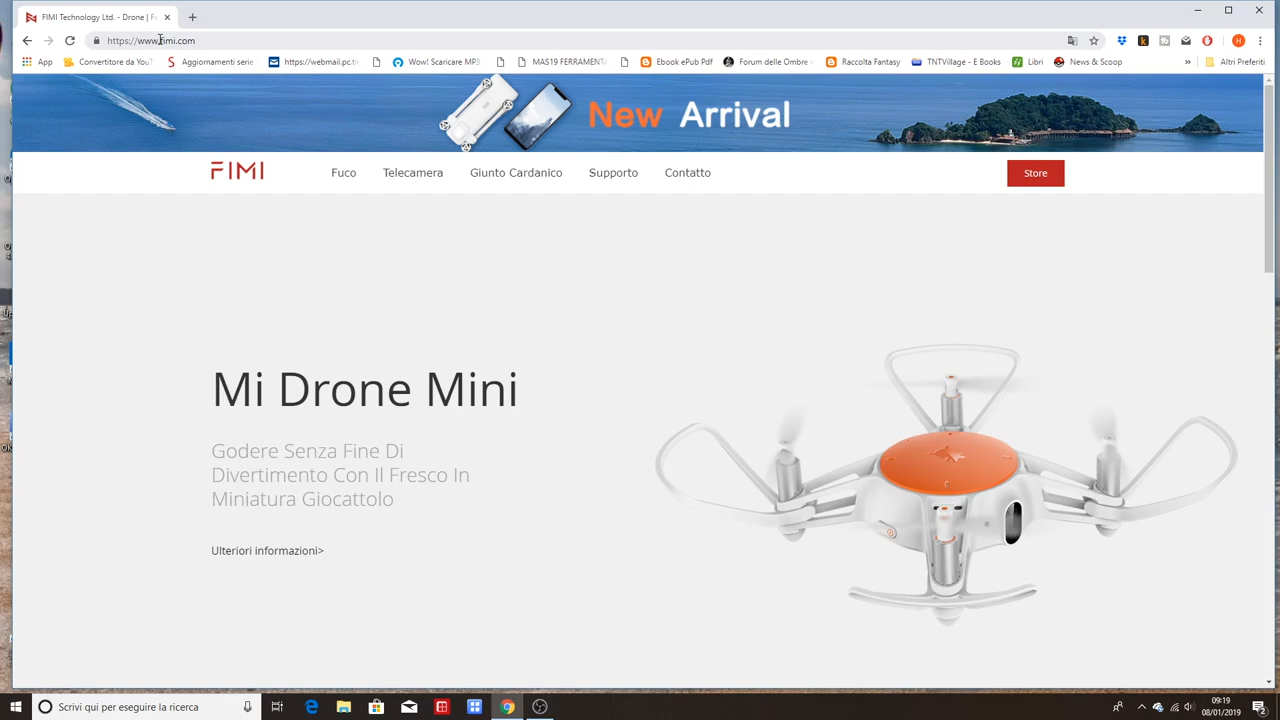 FIMI Technology Ltd. - Drone | Fo
https://www.fimi.com
App
Convertitore da YouT
Aggiornamenti serie
https://webmail.pc.ti
Wow! Scaricare MP3
MAS19 FERRAMENTA
Ebook ePub Pdf
Forum delle Ombre
Raccolta Fantasy
TNTVillage - E Books
Libri
News & Scoop
»
Altri Preferiti
H
New Arrival
FIMI
Fuco
Telecamera
Giunto Cardanico
Supporto
Contatto
Store
Mi Drone Mini
Godere Senza Fine Di
Divertimento Con Il Fresco In
Miniatura Giocattolo
Ulteriori informazioni>
Scrivi qui per eseguire la ricerca
09:19
08/01/2019
2